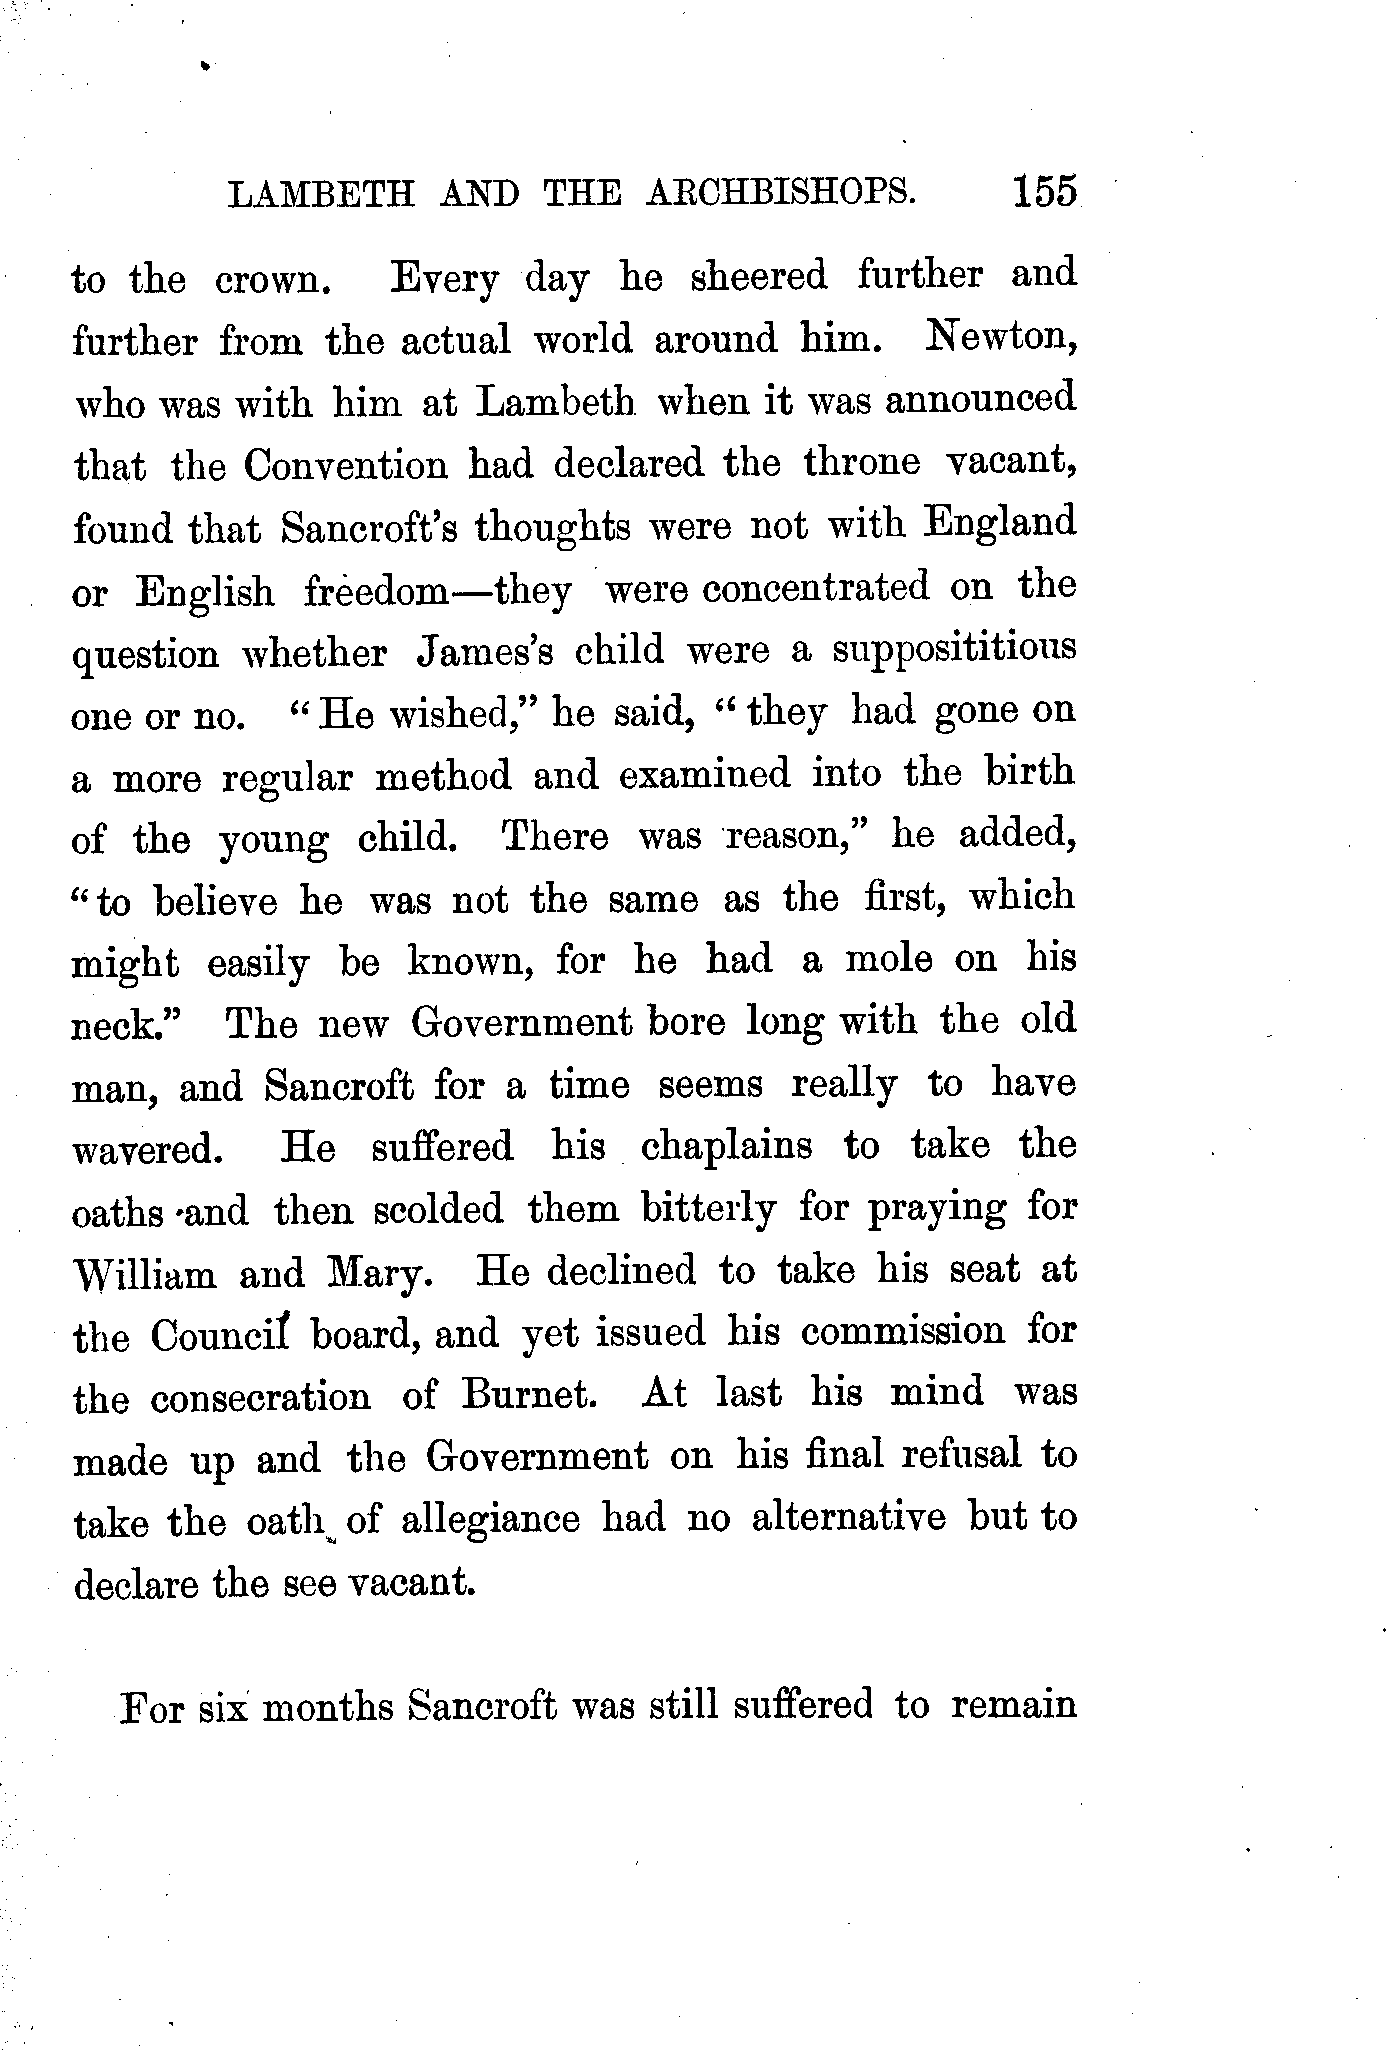 LAMBETH AND THE ARCHBISHOPS. 155
to the crown. Every day he sheered further and
further from the actual world around him. Newton,
who was with him at Lambeth when it was announced
that the Convention had declared the throne vacant,
found that Sancroft's thoughts were not with England
or English freedom—they were concentrated on the
question whether James's child were a supposititious
one or no. “He wished,” he said, “they had gone on
a more regular method and examined into the birth
of the young child. There was reason,” he added,
“to believe he was not the same as the first, which
might easily be known, for he had a mole on his
neck.” The new Government bore long with the old
man, and Sancroft for a time seems really to have
wavered. He suffered his chaplains to take the
oaths and then scolded them bitterly for praying for
William and Mary. He declined to take his seat at
the Council board, and yet issued his commission for
the consecration of Burnet. At last his mind was
made up and the Government on his final refusal to
take the oath of allegiance had no alternative but to
declare the see vacant.
For six months Sancroft was still suffered to remain